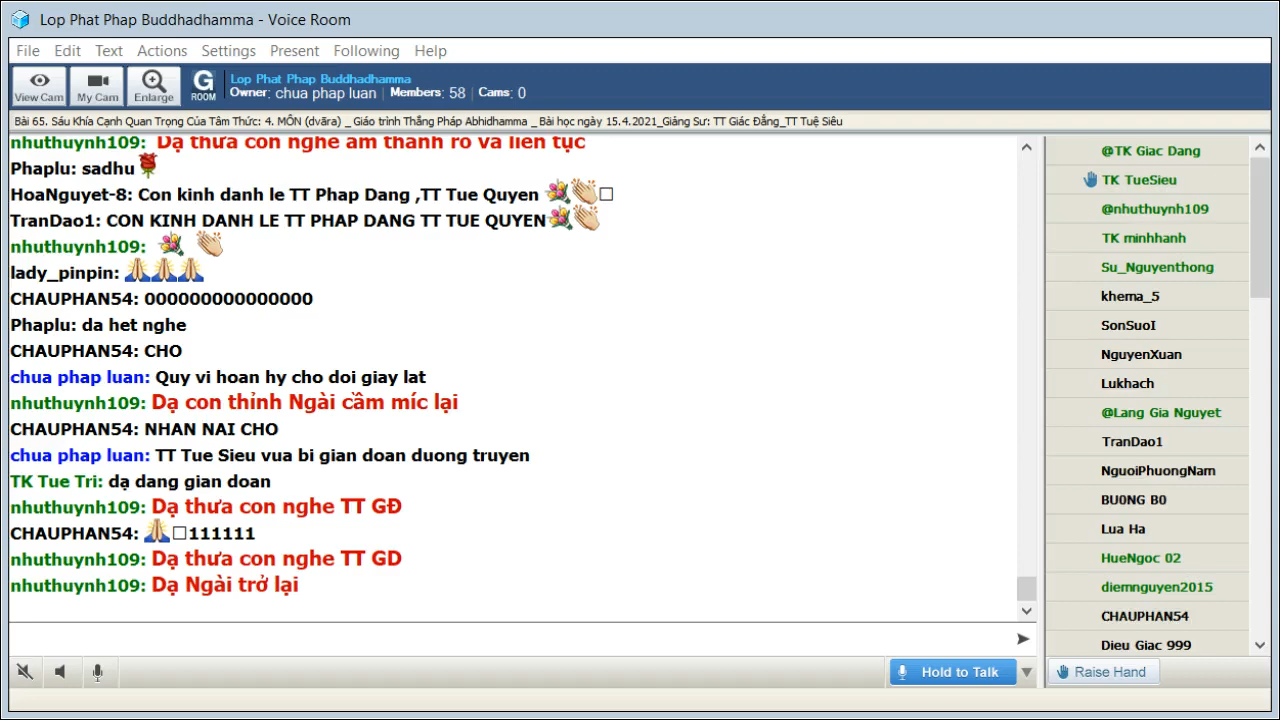 Lop Phat Phap Buddhadhamma - Voice Room
File Edit Text Actions Settings Present Following Help
View Cam My Cam Enlarge G ROOM
Lop Phat Phap Buddhadhamma
Owner: chua phap luan Members: 58 Cams: 0
Bài 65. Sáu Khía Cạnh Quan Trọng Của Tâm Thức: 4. MÔN (dvāra) _ Giáo trình Thắng Pháp Abhidhamma _ Bài học ngày 15.4.2021_Giảng Sư: TT Giác Đẳng_TT Tuệ Siêu
nhuthuynh109: Dạ thưa con nghe âm thanh rõ và liên tục
Phaplu: sadhu
HoaNguyet-8: Con kinh danh le TT Phap Dang ,TT Tue Quyen
TranDao1: CON KINH DANH LE TT PHAP DANG TT TUE QUYEN
nhuthuynh109:
lady_pinpin:
CHAUPHAN54: 000000000000000
Phaplu: da het nghe
CHAUPHAN54: CHO
chua phap luan: Quy vi hoan hy cho doi giay lat
nhuthuynh109: Dạ con thỉnh Ngài cầm míc lại
CHAUPHAN54: NHAN NAI CHO
chua phap luan: TT Tue Sieu vua bi gian doan duong truyen
TK Tue Tri: dạ dang gian doan
nhuthuynh109: Dạ thưa con nghe TT GĐ
CHAUPHAN54: 111111
nhuthuynh109: Dạ thưa con nghe TT GD
nhuthuynh109: Dạ Ngài trở lại
@TK Giac Dang
TK TueSieu
@nhuthuynh109
TK minhhanh
Su_Nguyenthong
khema_5
SonSuoI
NguyenXuan
Lukhach
@Lang Gia Nguyet
TranDao1
NguoiPhuongNam
BU0NG B0
Lua Ha
HueNgoc 02
diemnguyen2015
CHAUPHAN54
Dieu Giac 999
Hold to Talk
Raise Hand